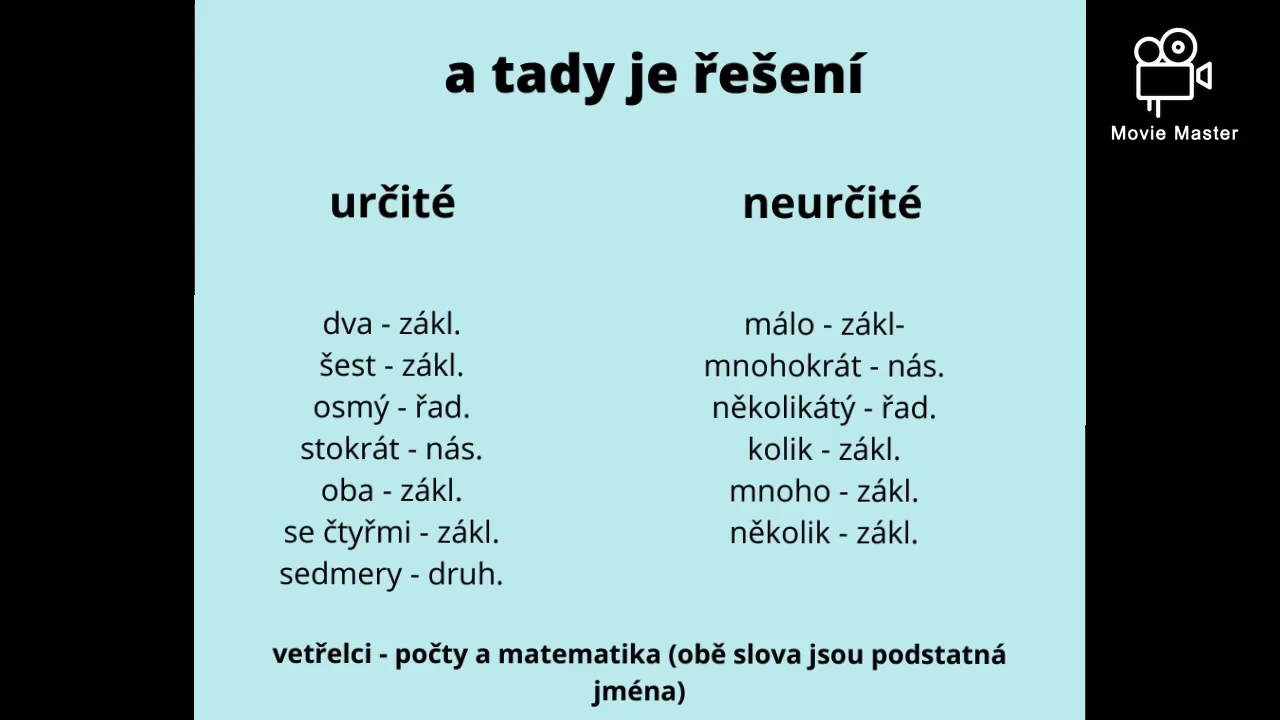 a tady je řešení
Movie Master
určité
neurčité
dva - zákl.
šest - zákl.
osmý - řad.
stokrát - nás.
oba - zákl.
se čtyřmi - zákl.
sedmery - druh.
málo - zákl-
mnohokrát - nás.
několikátý - řad.
kolik - zákl.
mnoho - zákl.
několik - zákl.
vetřelci - počty a matematika (obě slova jsou podstatná
jména)